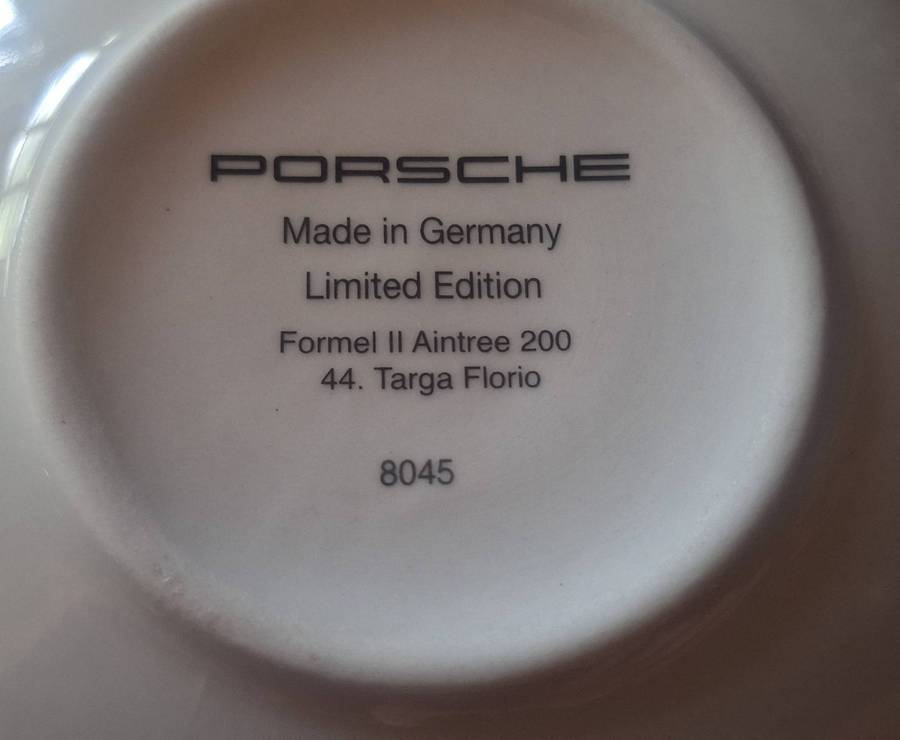 PORSCHE
Made in Germany
Limited Edition
Formel II Aintree 200
44. Targa Florio
8045